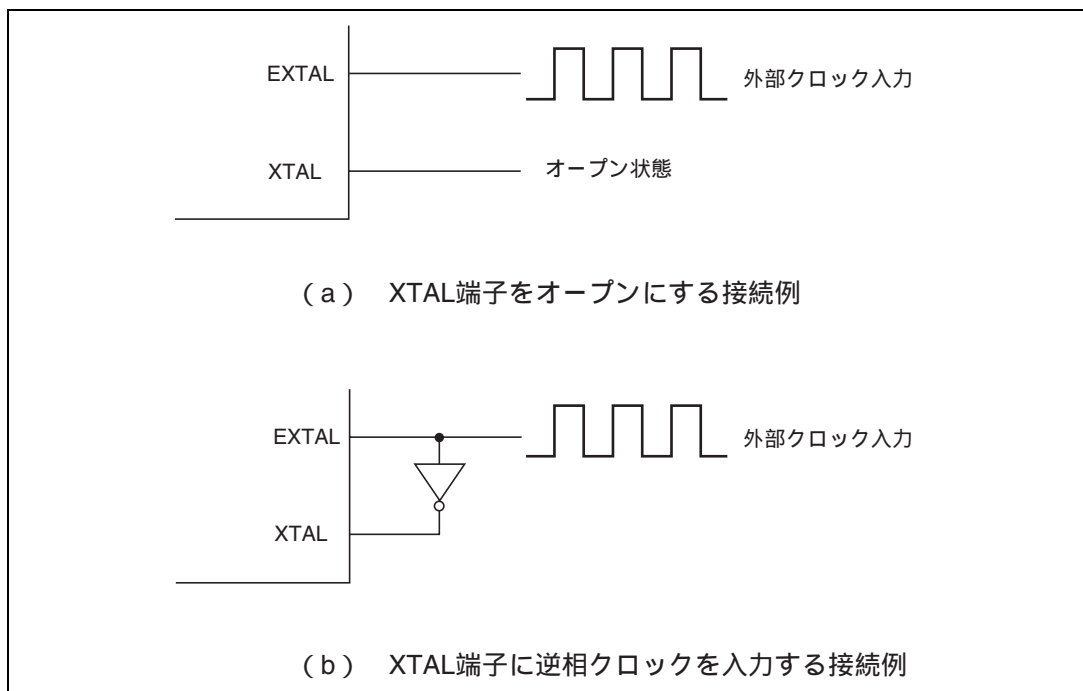 EXTAL
外部クロック入力
XTAL
オープン状態
(a) XTAL端子をオープンにする接続例
EXTAL
外部クロック入力
XTAL
(b) XTAL端子に逆相クロックを入力する接続例